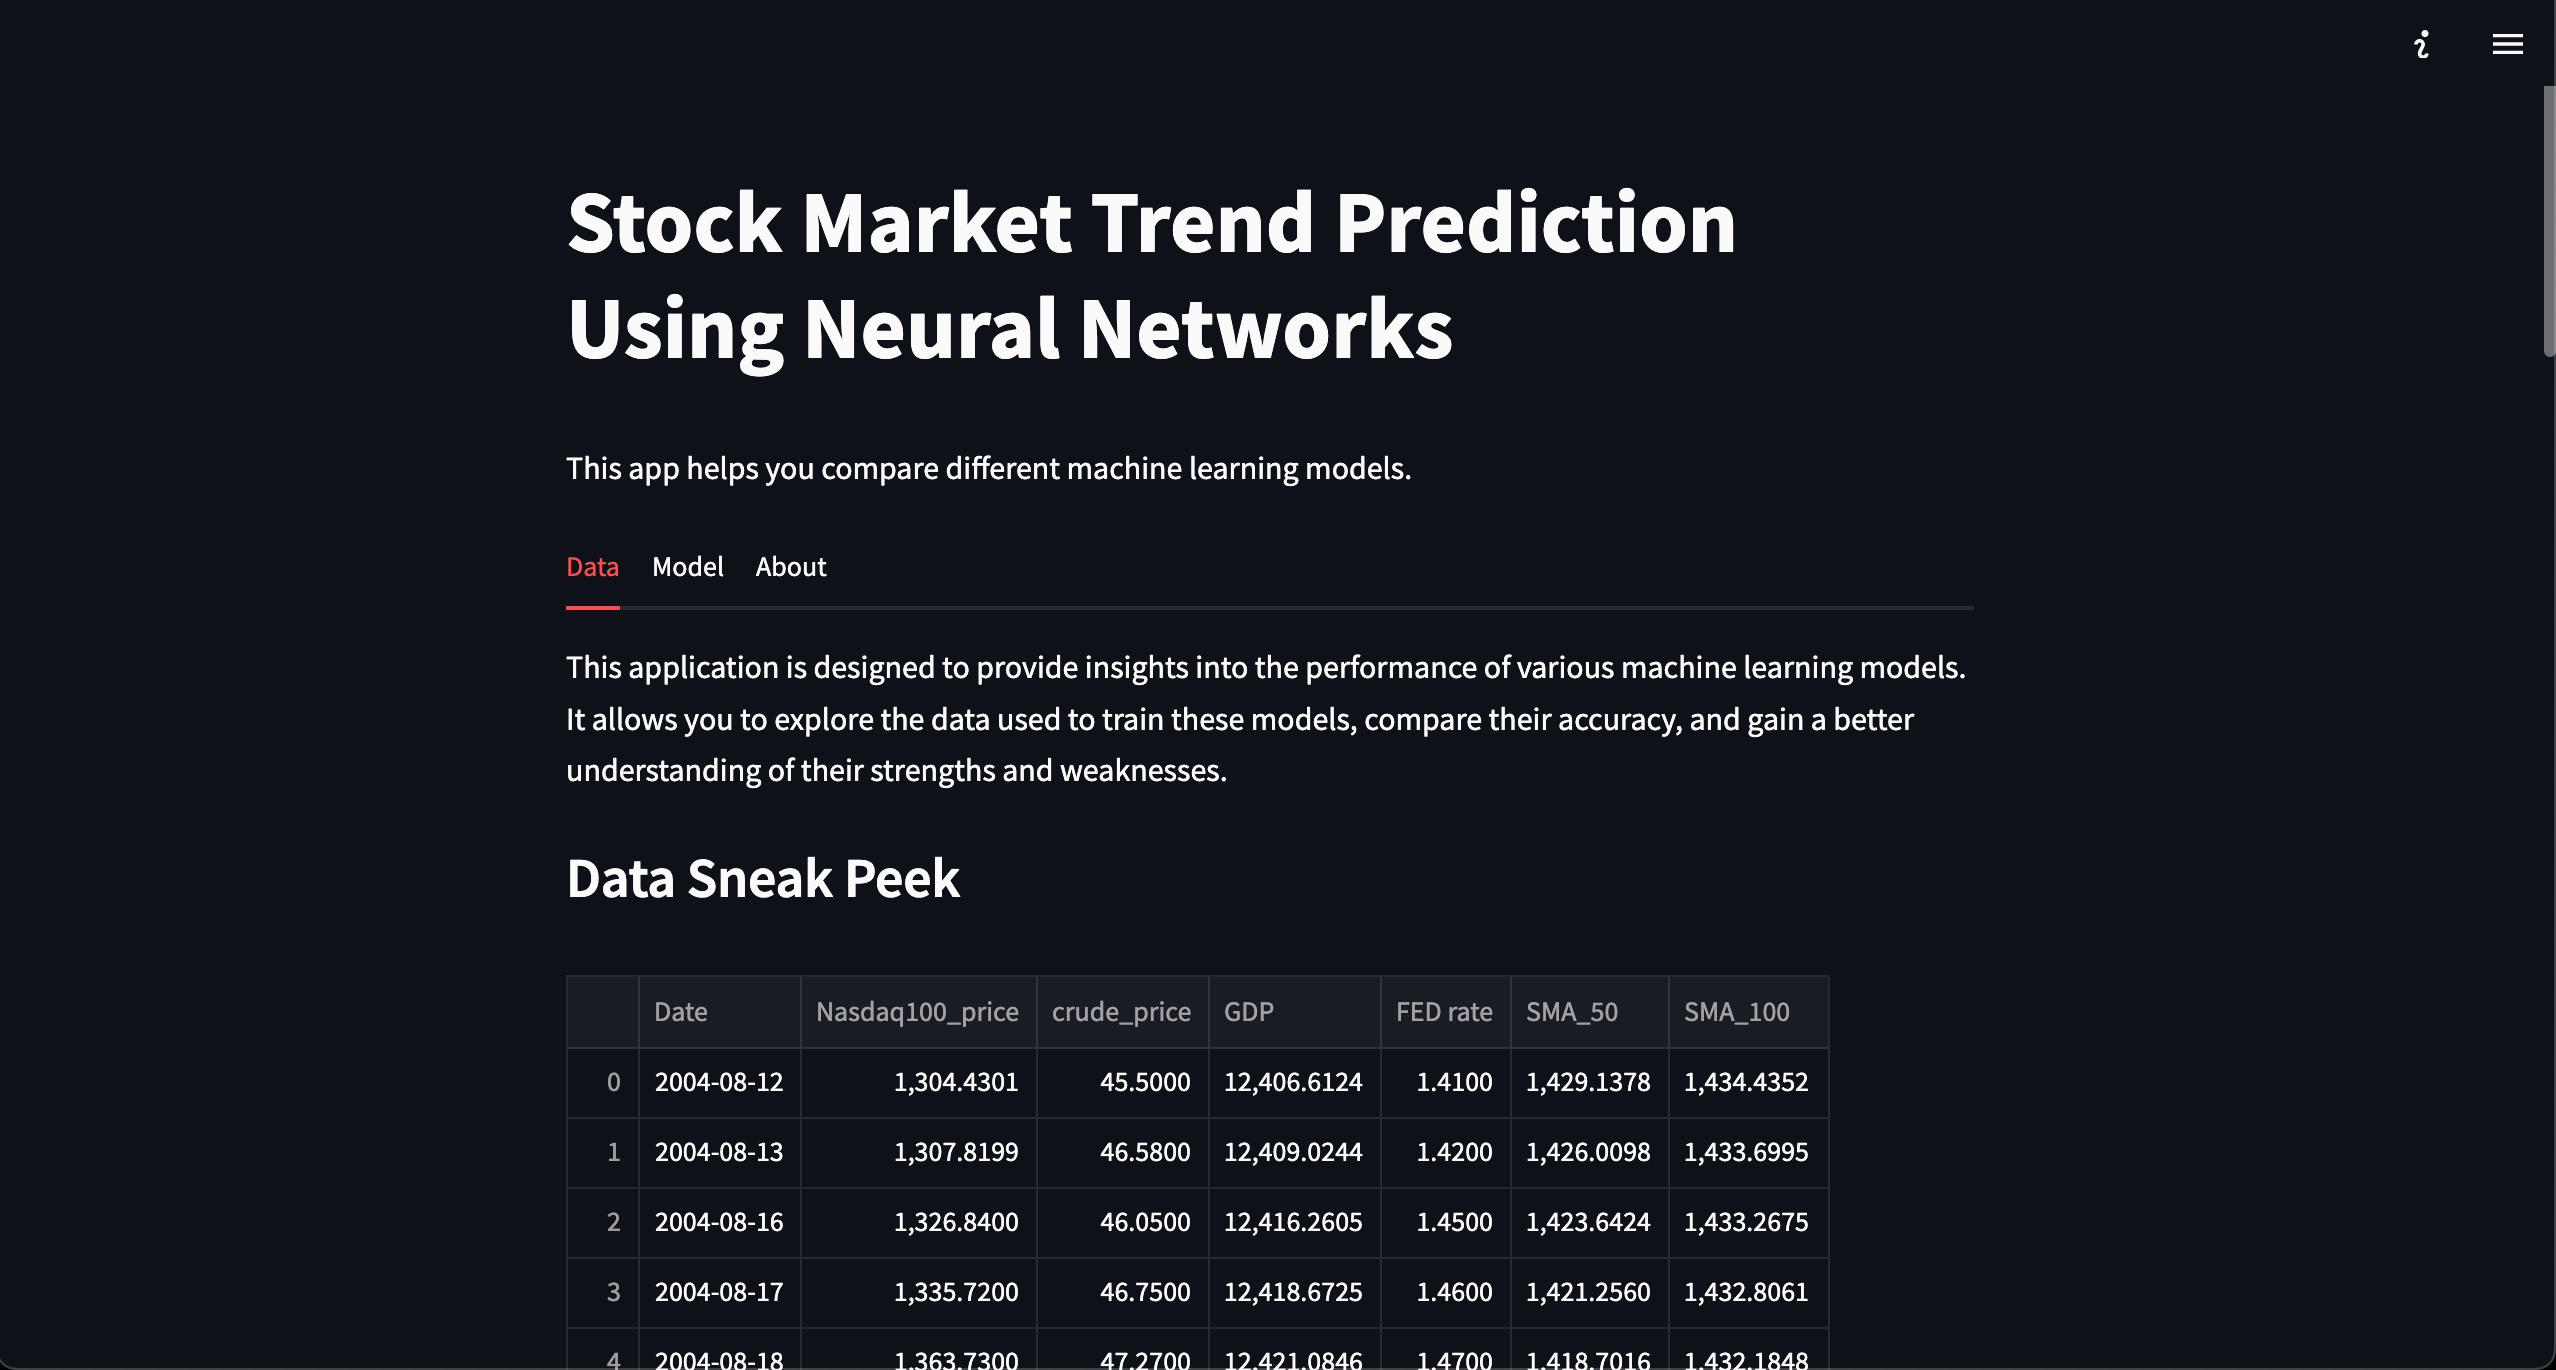 Stock Market Trend Prediction
Using Neural Networks
This app helps you compare different machine learning models.
Data Model About
This application is designed to provide insights into the performance of various machine learning models.
It allows you to explore the data used to train these models, compare their accuracy, and gain a better
understanding of their strengths and weaknesses.
Data Sneak Peek
Date Nasdaq100_price crude_price GDP FED rate SMA_50 SMA_100
0 2004-08-12 1,304.4301 45.5000 12,406.6124 1.4100 1,429.1378 1,434.4352
1 2004-08-13 1,307.8199 46.5800 12,409.0244 1.4200 1,426.0098 1,433.6995
2 2004-08-16 1,326.8400 46.0500 12,416.2605 1.4500 1,423.6424 1,433.2675
3 2004-08-17 1,335.7200 46.7500 12,418.6725 1.4600 1,421.2560 1,432.8061
4 2004-08-18 1,363.7300 47.2700 12,421.0846 1.4700 1,418.7016 1,432.1848